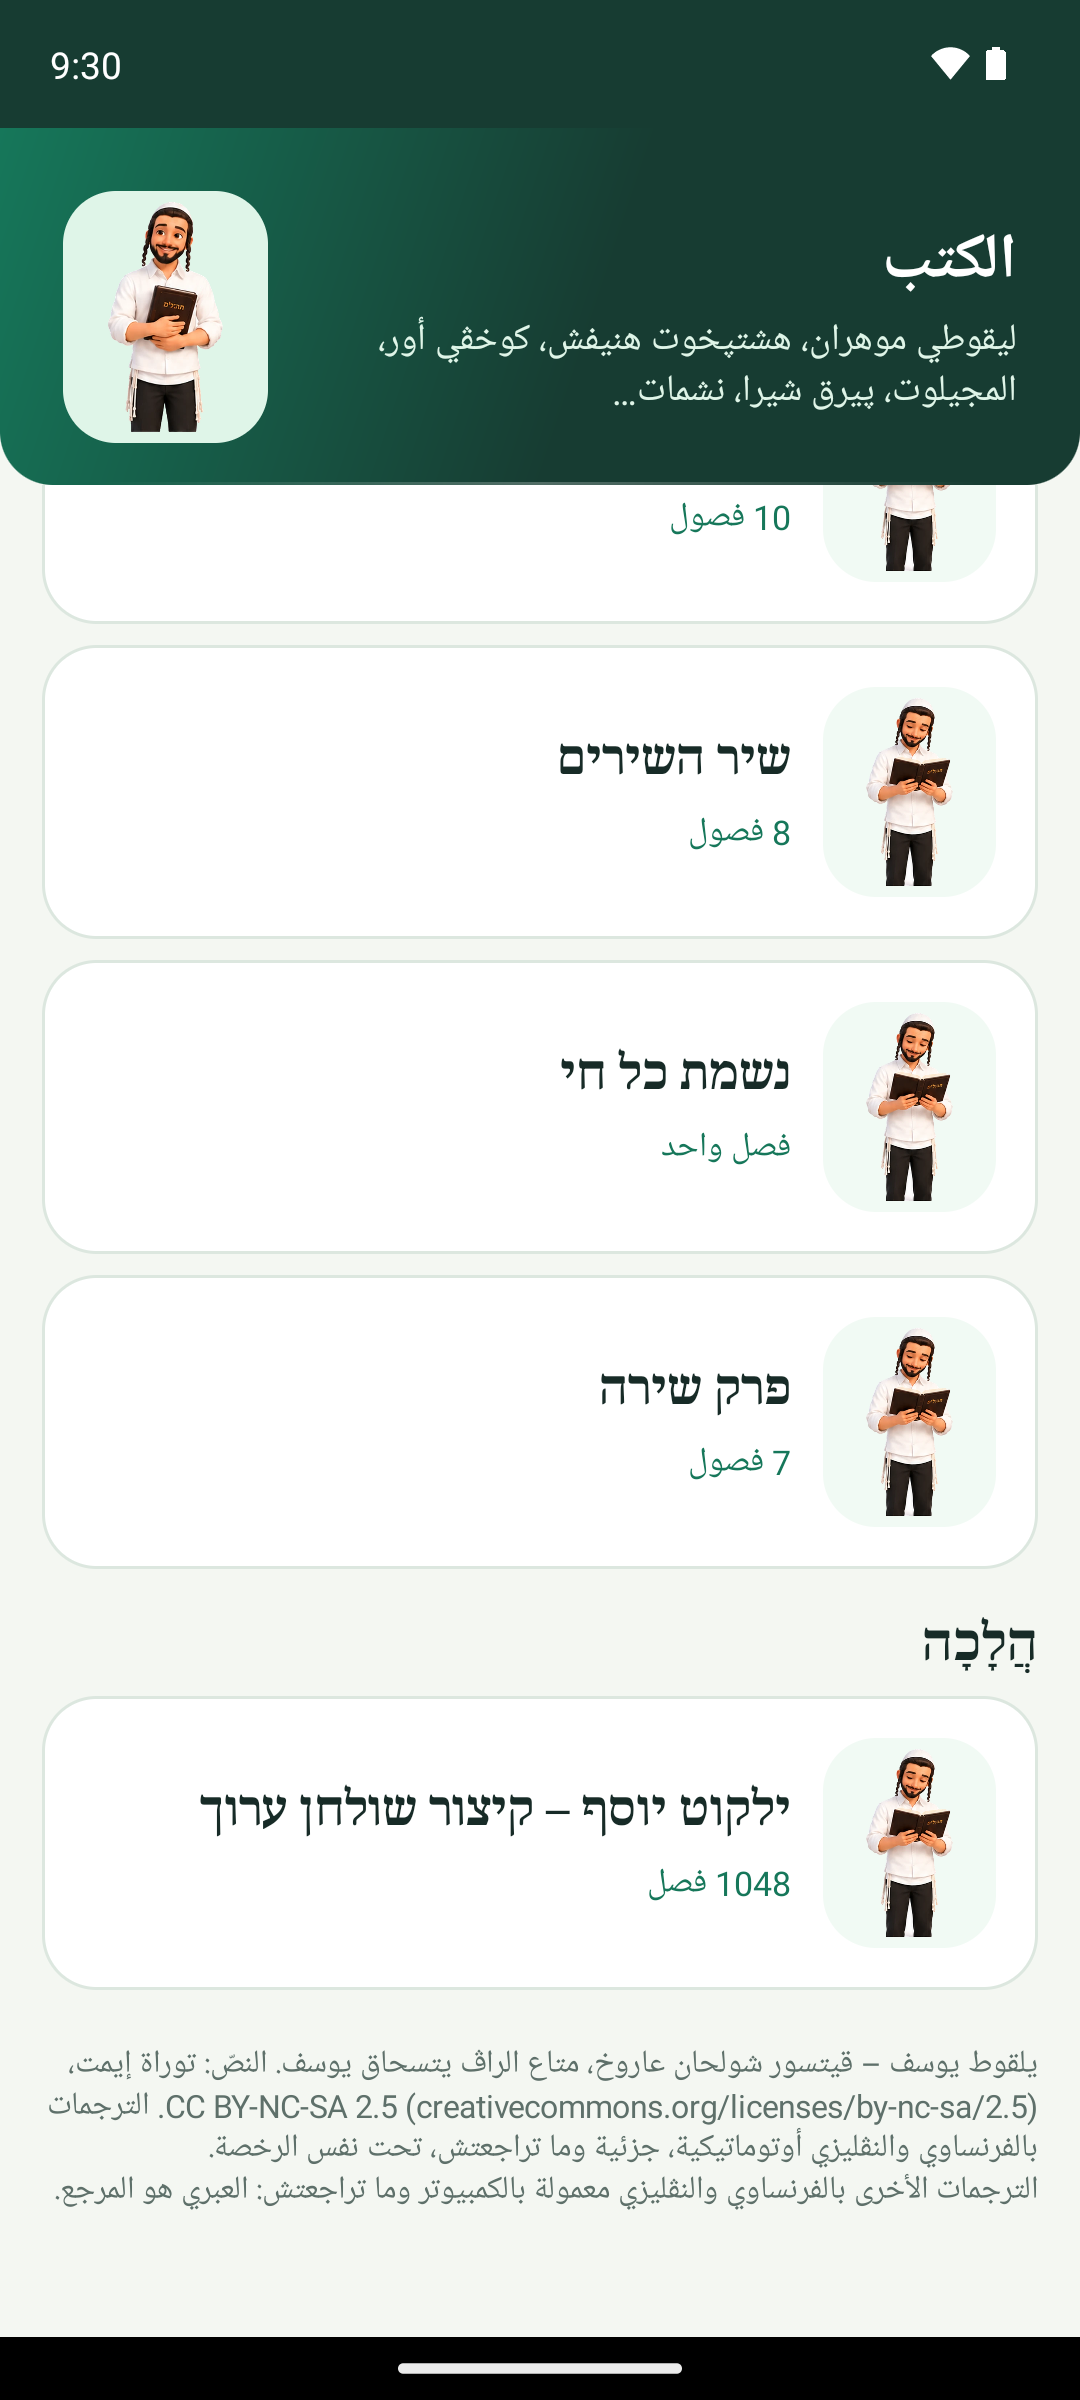 9:30
الكتب
ليقوطي موهران، هشتپخوت هنيفش، كوخڤي أور،
المجيلوت، پيرق شيرا، نشمات...
10 فصول
שיר השירים
8 فصول
נשמת כל חי
فصل واحد
פרק שירה
7 فصول
הֲלָכָה
ילקוט יוסף – קיצור שולחן ערוך
1048 فصل
يلقوط يوسف – قيتسور شولحان عاروخ، متاع الراڤ يتسحاق يوسف. النصّ: توراة إيمت،
CC BY-NC-SA 2.5 (creativecommons.org/licenses/by-nc-sa/2.5). الترجمات
بالفرنساوي والنڤليزي أوتوماتيكية، جزئية وما تراجعتش، تحت نفس الرخصة.
الترجمات الأخرى بالفرنساوي والنڤليزي معمولة بالكمبيوتر وما تراجعتش: العبري هو المرجع.